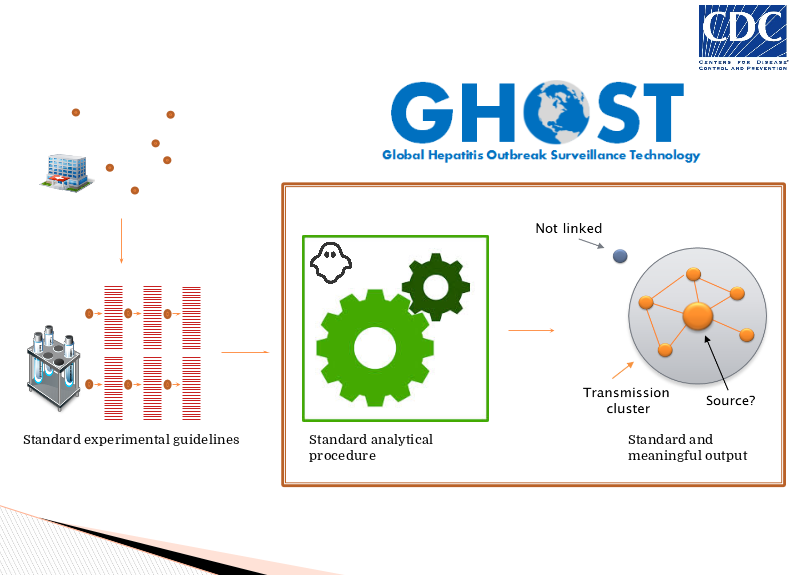 CDC
CENTERS FOR DISEASE
CONTROL AND PREVENTION
GHOST
Global Hepatitis Outbreak Surveillance Technology
Not linked
Transmission
cluster
Source?
Standard experimental guidelines
Standard analytical
procedure
Standard and
meaningful output